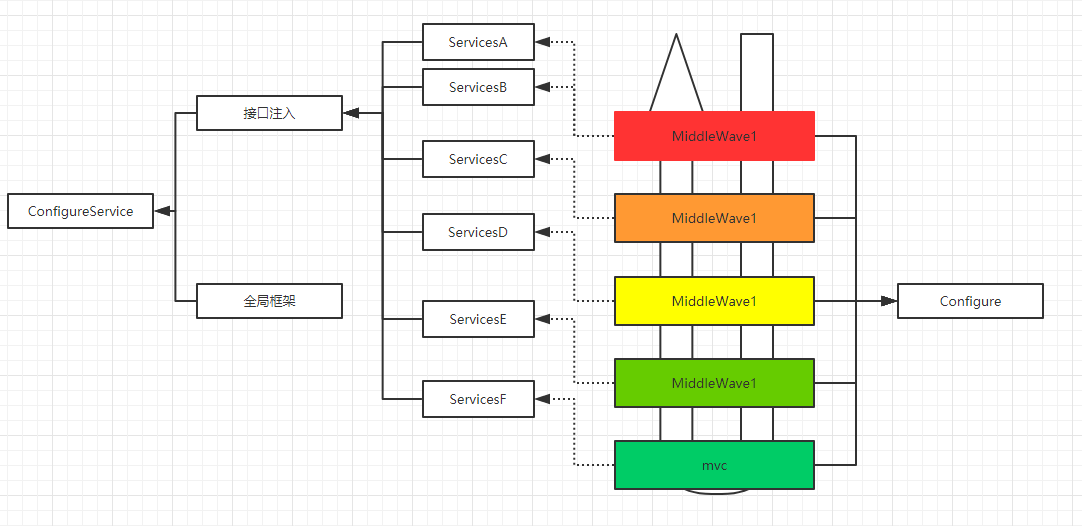 ConfigureService
接口注入
全局框架
ServicesA
ServicesB
ServicesC
ServicesD
ServicesE
ServicesF
MiddleWave1
MiddleWave1
MiddleWave1
MiddleWave1
mvc
Configure